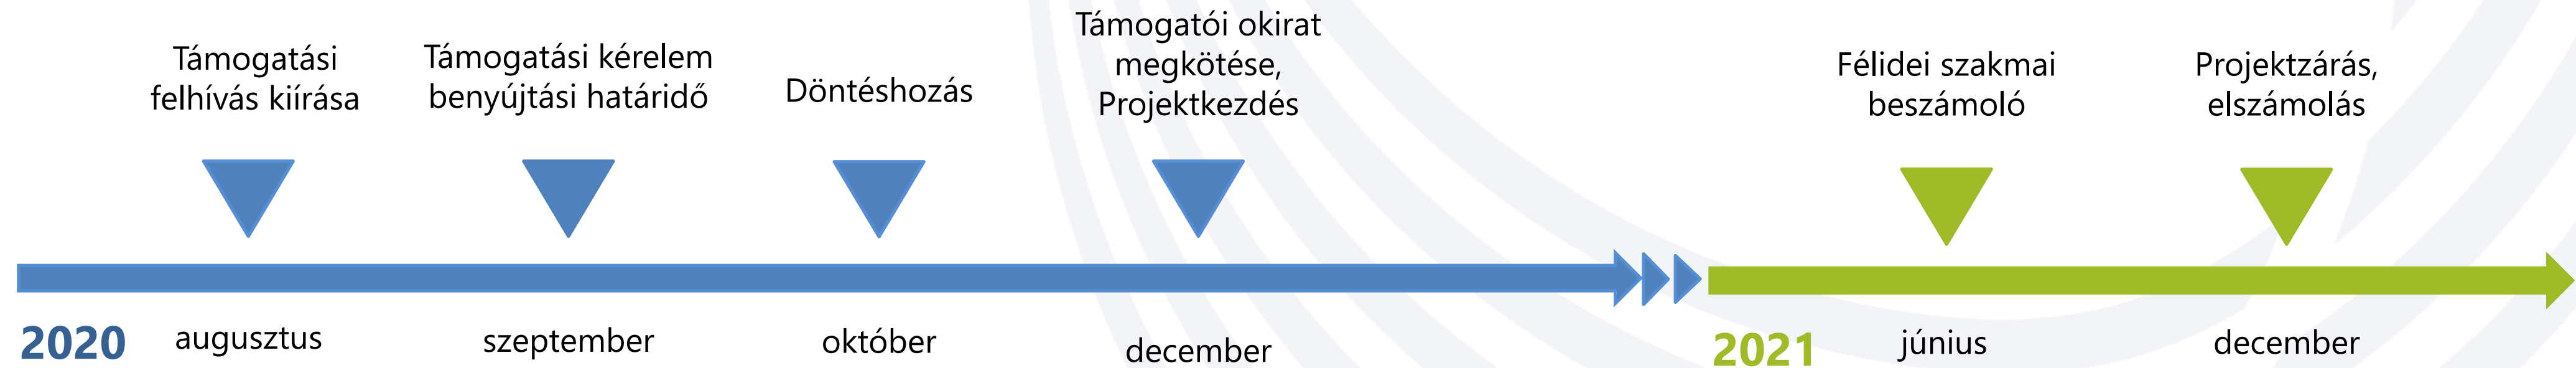 Támogatási
felhívás kiírása
Támogatási kérelem
benyújtási határidő
Döntéshozás
Támogatói okirat
megkötése,
Projektkezdés
Félidei szakmai
beszámoló
Projektzárás,
elszámolás
2020
augusztus
szeptember
október
december
2021
június
december